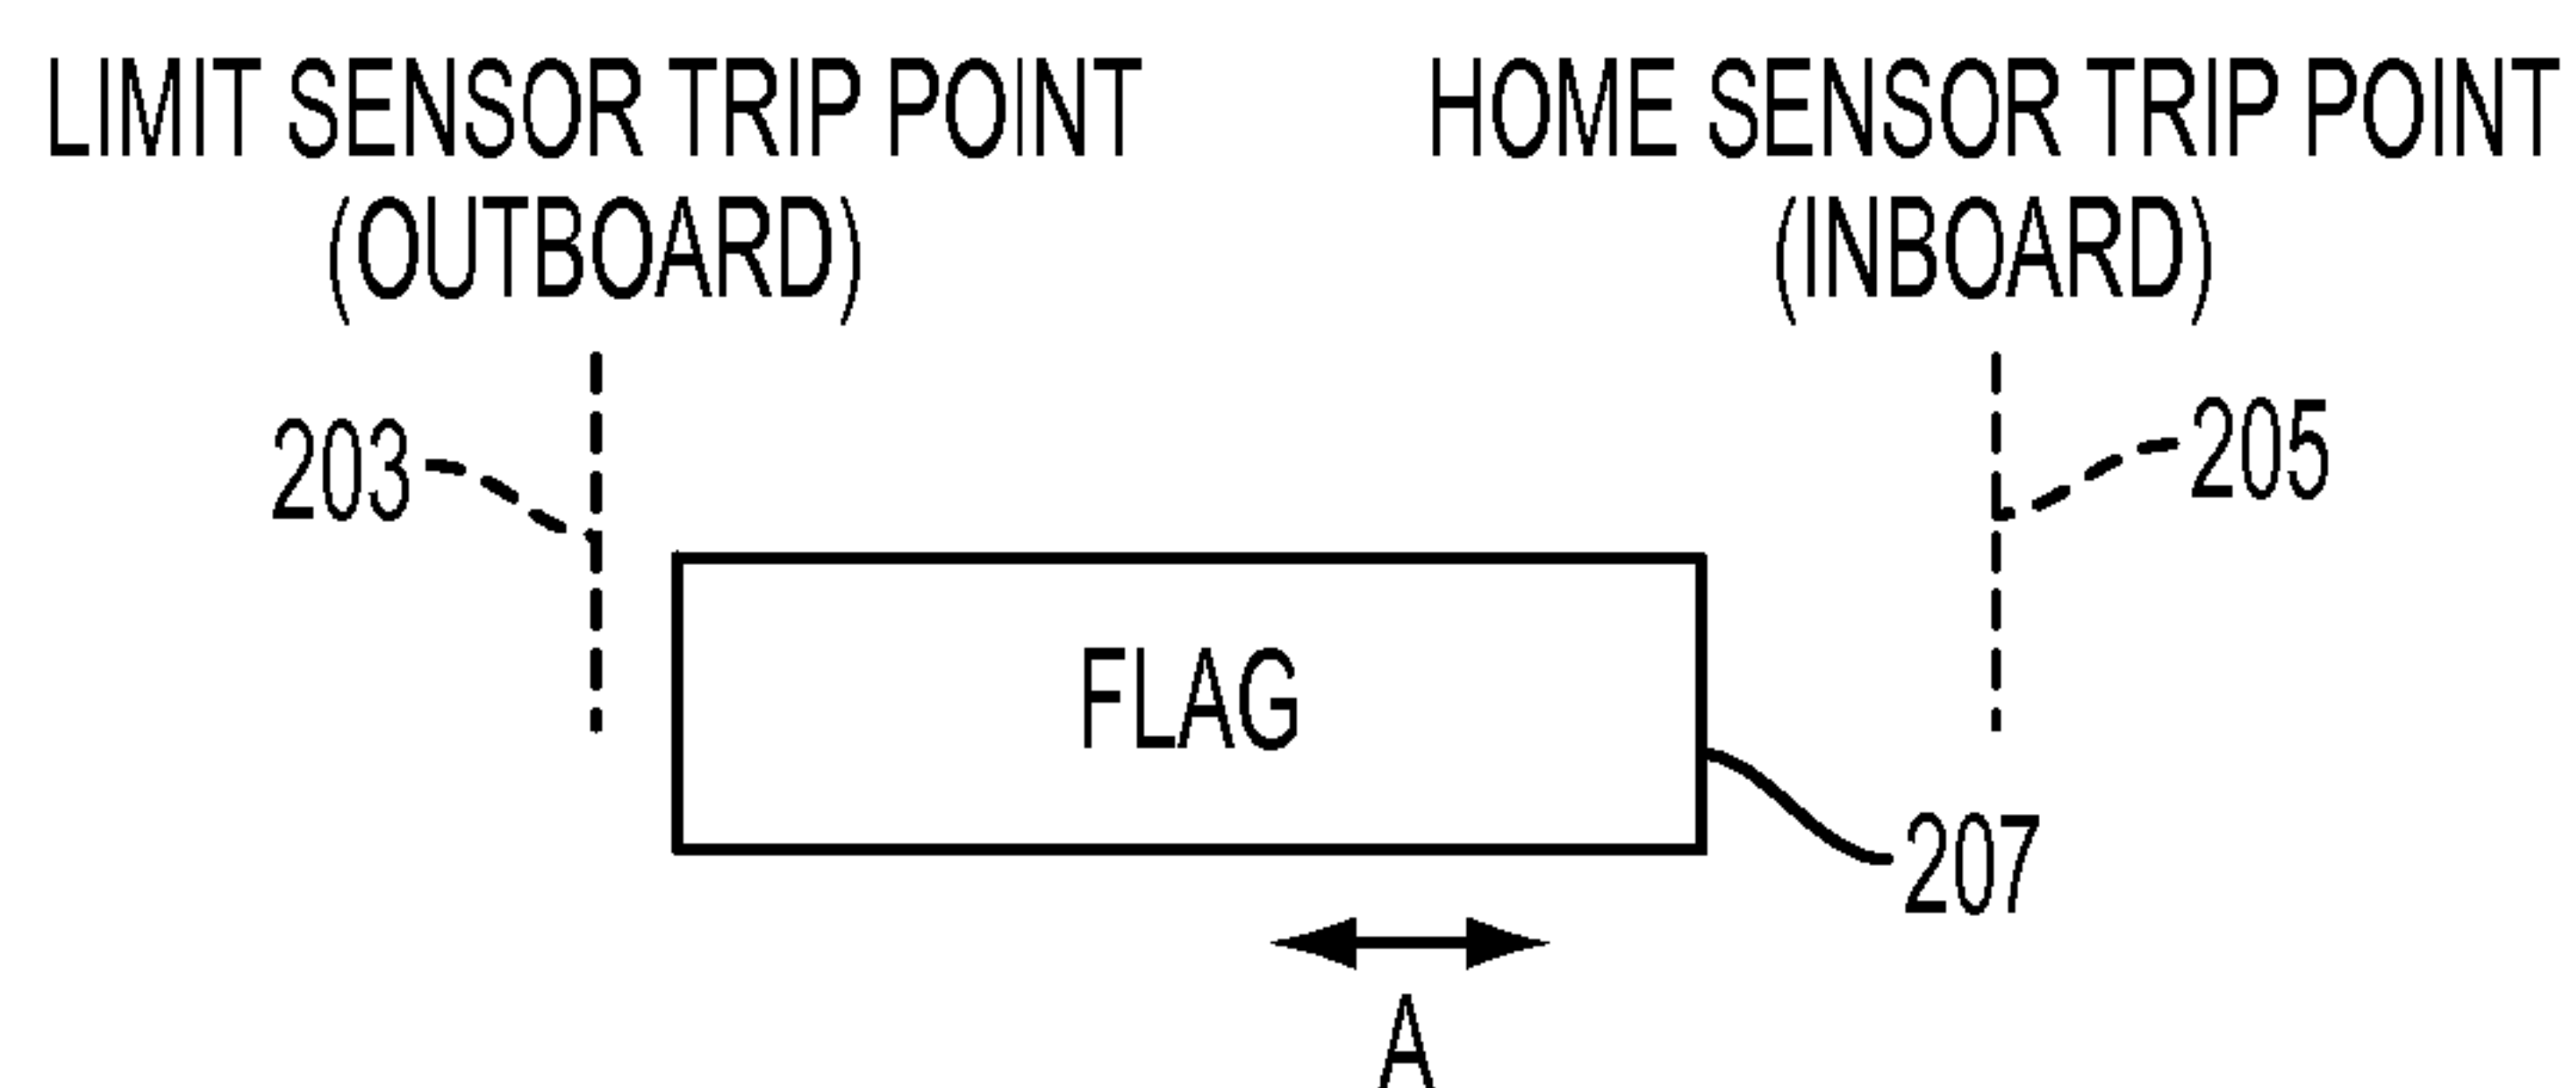 LIMIT SENSOR TRIP POINT
(OUTBOARD)
HOME SENSOR TRIP POINT
(INBOARD)
203
205
FLAG
207
A